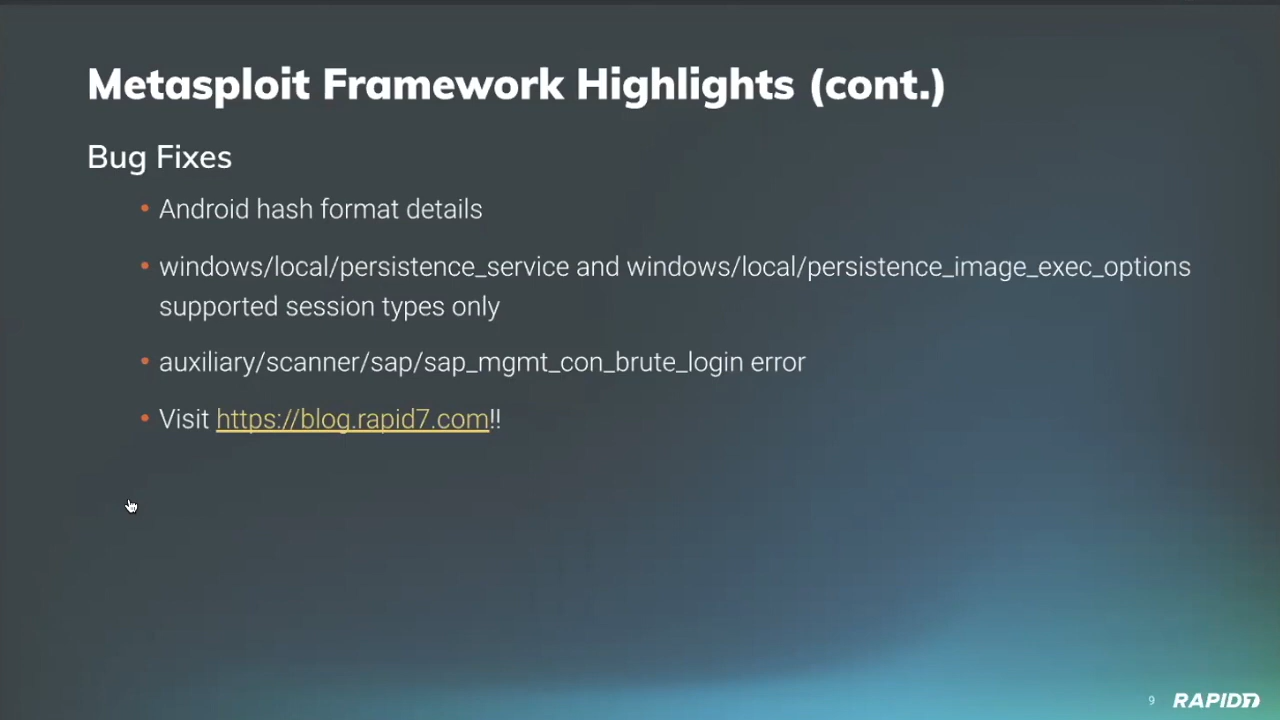 Metasploit Framework Highlights (cont.)
Bug Fixes
• Android hash format details
• windows/local/persistence_service and windows/local/persistence_image_exec_options
supported session types only
• auxiliary/scanner/sap/sap_mgmt_con_brute_login error
• Visit https://blog.rapid7.com!!
9 RAPID7